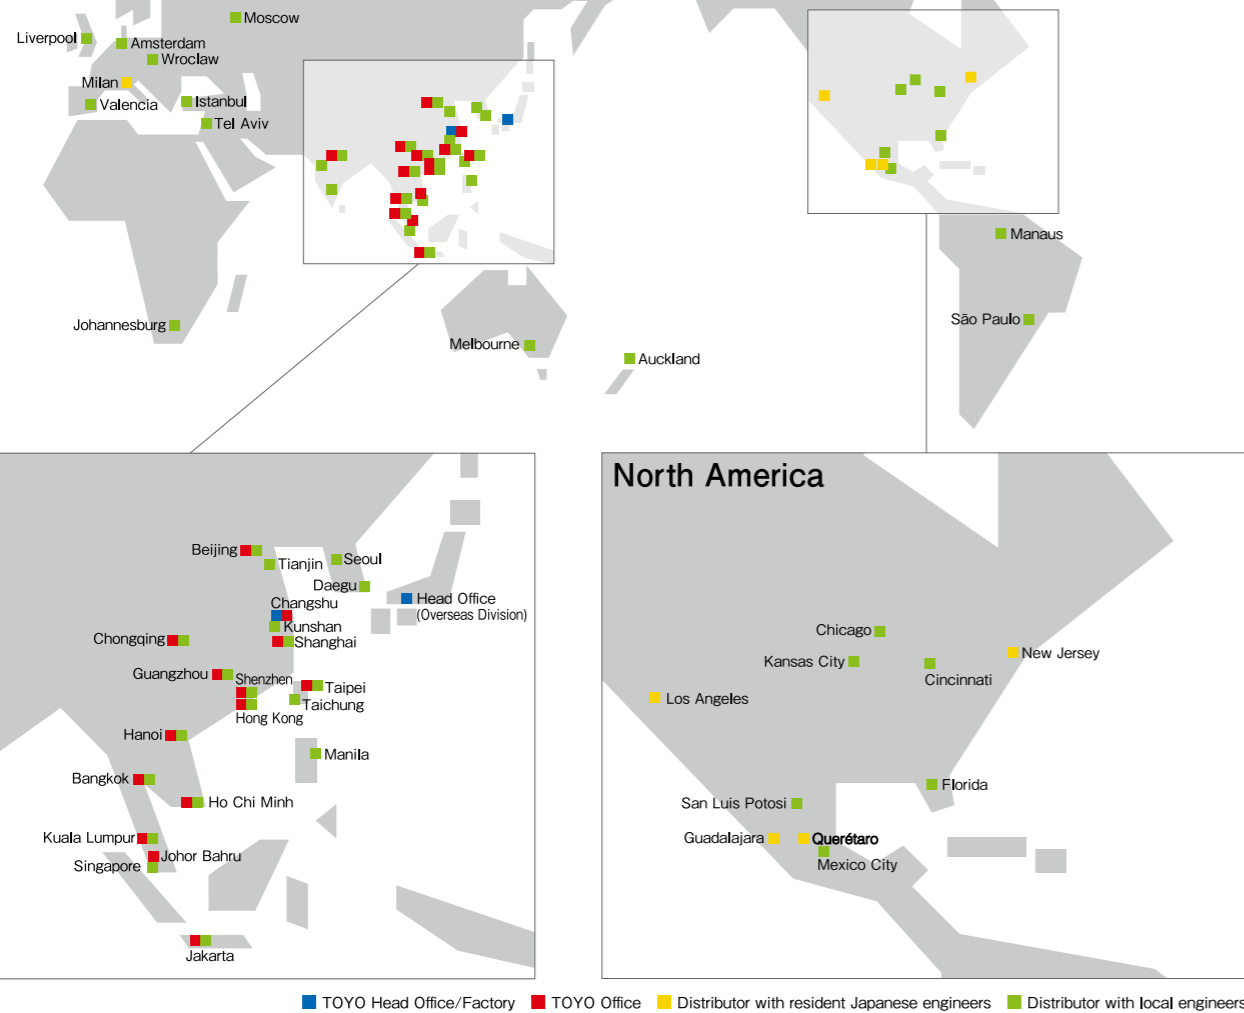 Moscow
Liverpool
Amsterdam
Wroclaw
Milan
Valencia
Istanbul
Tel Aviv
Manaus
Johannesburg
São Paulo
Melbourne
Auckland
Beijing
Tianjin
Seoul
Daegu
Changshu
Head Office
(Overseas Division)
Kunshan
Chongqing
Shanghai
Guangzhou
Shenzhen
Taipei
Taichung
Hong Kong
Hanoi
Manila
Bangkok
Ho Chi Minh
Kuala Lumpur
Johor Bahru
Singapore
Jakarta
North America
Chicago
Kansas City
New Jersey
Cincinnati
Los Angeles
Florida
San Luis Potosi
Guadalajara
Querétaro
Mexico City
TOYO Head Office/Factory
TOYO Office
Distributor with resident Japanese engineers
Distributor with local engineers